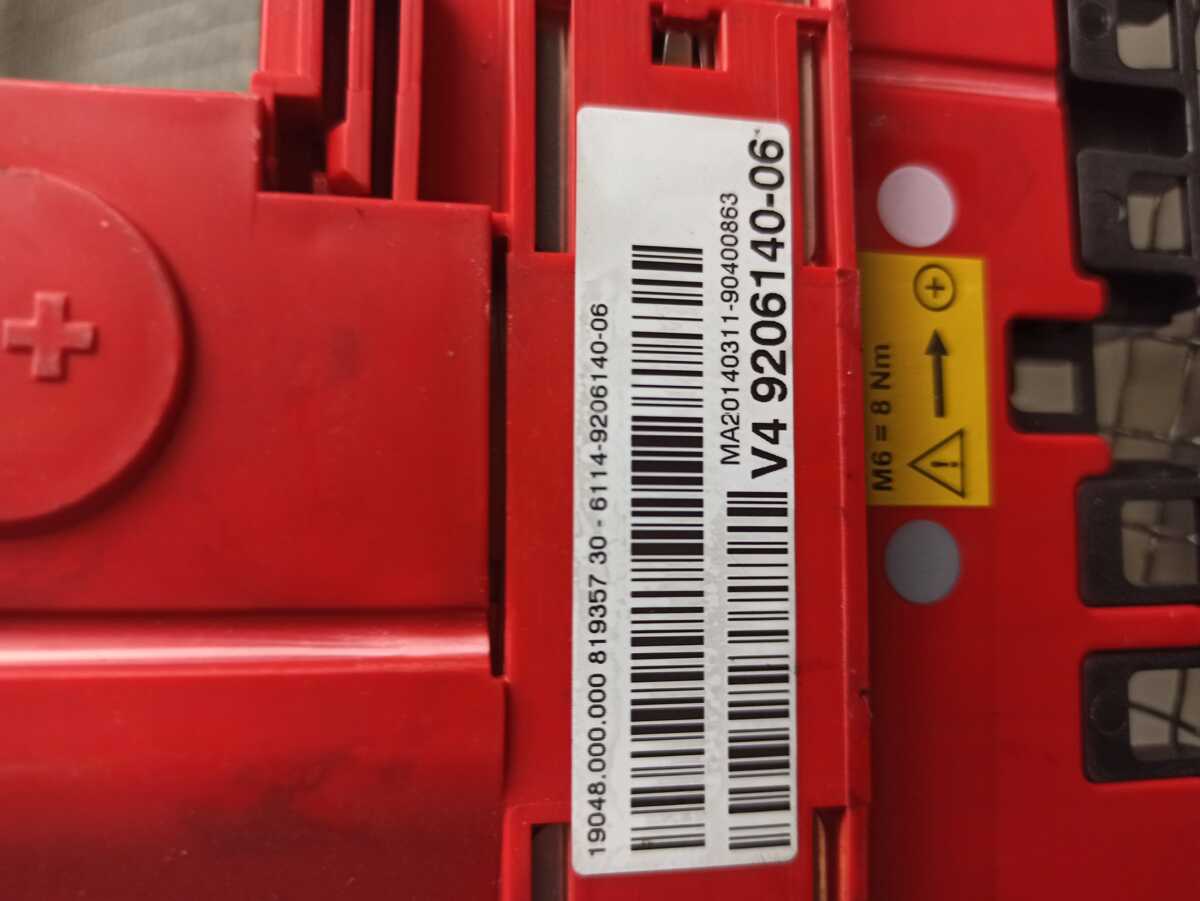 19048.000.000 819357 30 - 6114-9206140-06
MA20140311-90400863
V4 9206140-06
M6 = 8 Nm